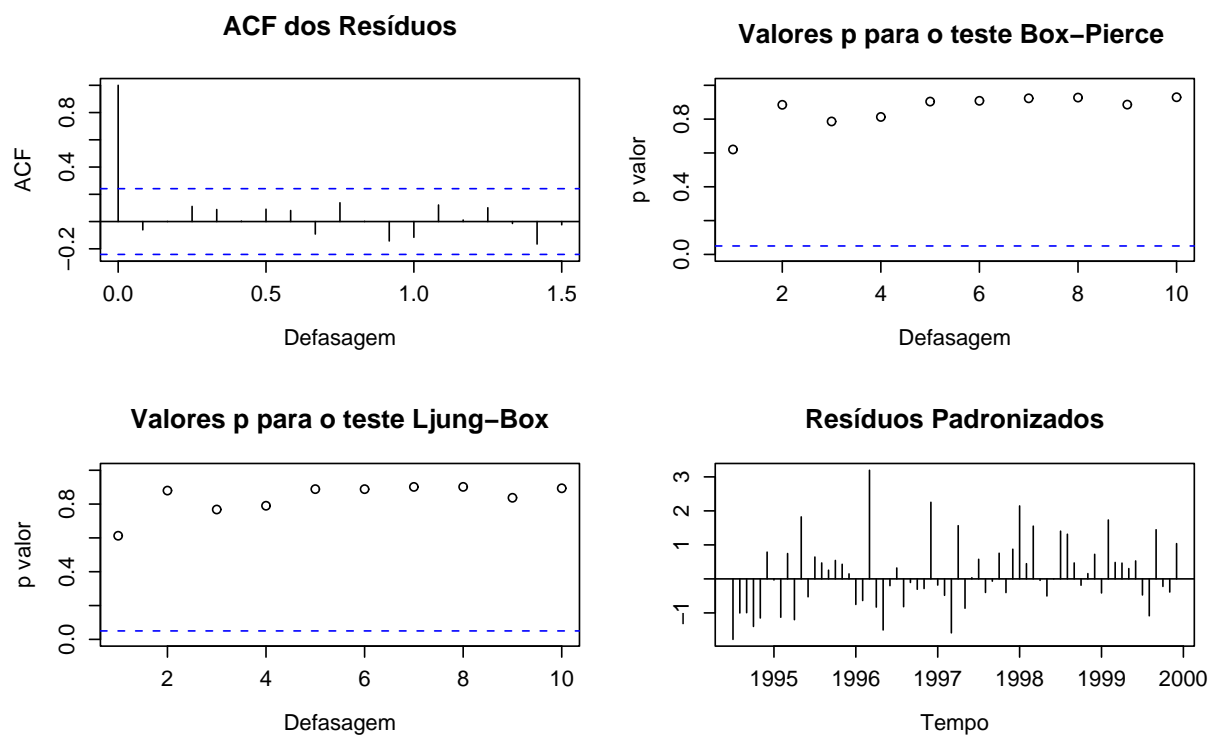 ACF dos Resíduos
ACF
−0.2 0.4 0.8
0.0 0.5 1.0 1.5
Defasagem
Valores p para o teste Box−Pierce
p valor
0.0 0.4 0.8
2 4 6 8 10
Defasagem
Valores p para o teste Ljung−Box
p valor
0.0 0.4 0.8
2 4 6 8 10
Defasagem
Resíduos Padronizados
−1 1 2 3
1995 1996 1997 1998 1999 2000
Tempo